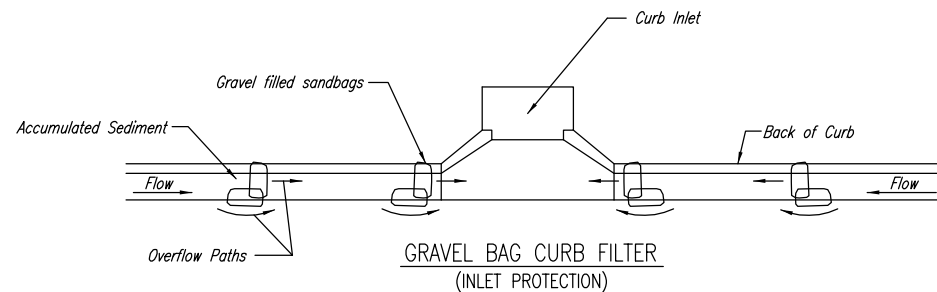 Curb Inlet
Gravel filled sandbags
Accumulated Sediment
Back of Curb
Flow
Flow
Overflow Paths
GRAVEL BAG CURB FILTER
(INLET PROTECTION)